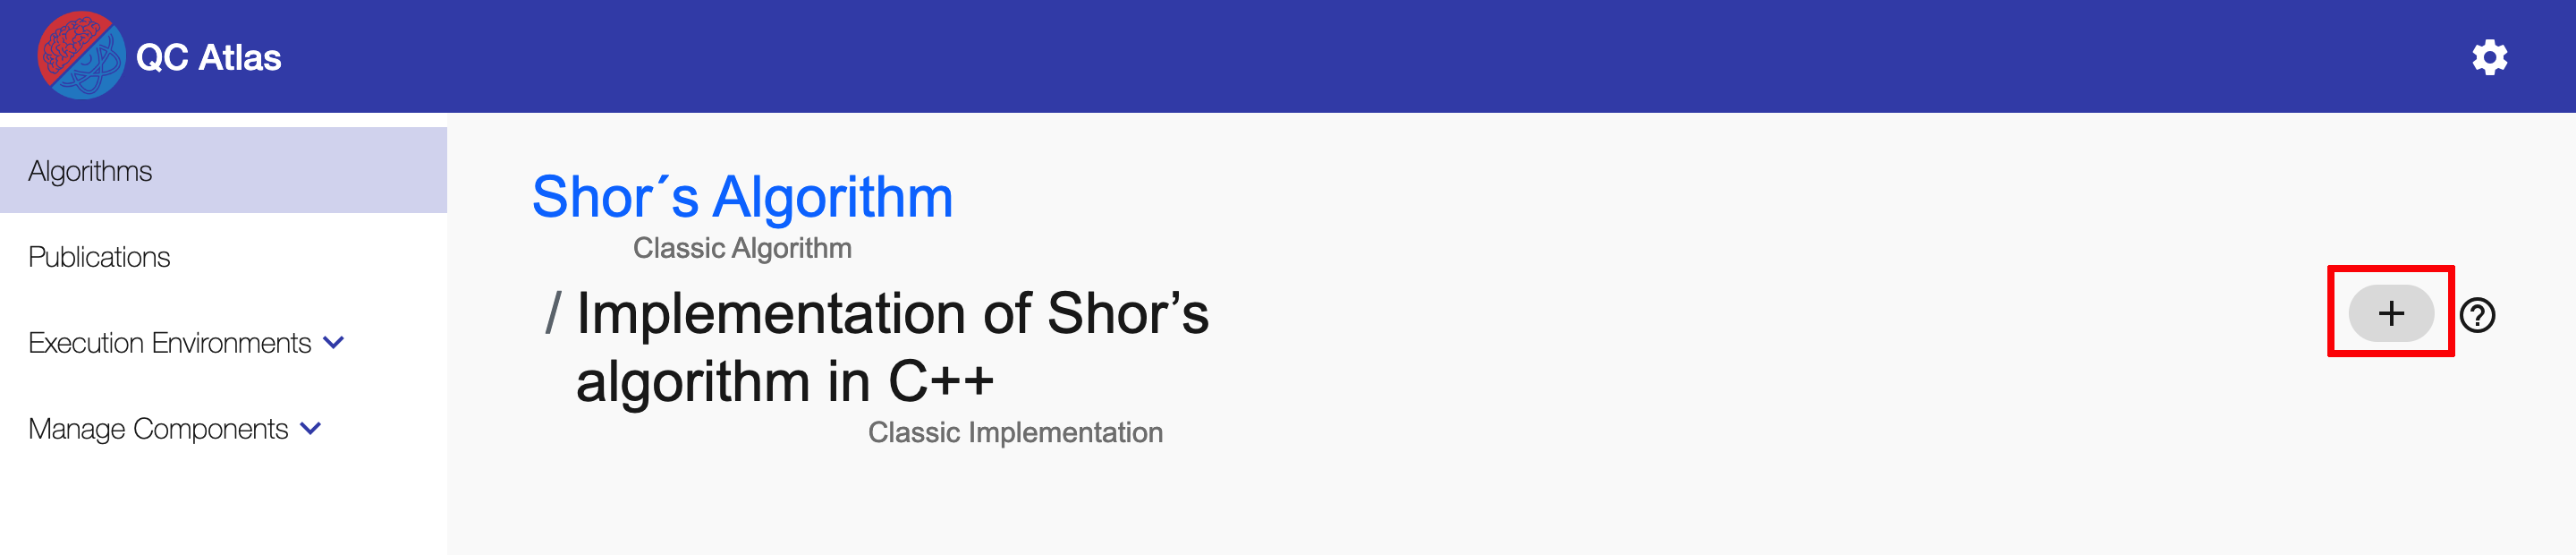 QC Atlas
Algorithms
Publications
Execution Environments
Manage Components
Shor´s Algorithm
Classic Algorithm
/ Implementation of Shor’s
algorithm in C++
Classic Implementation
+
?